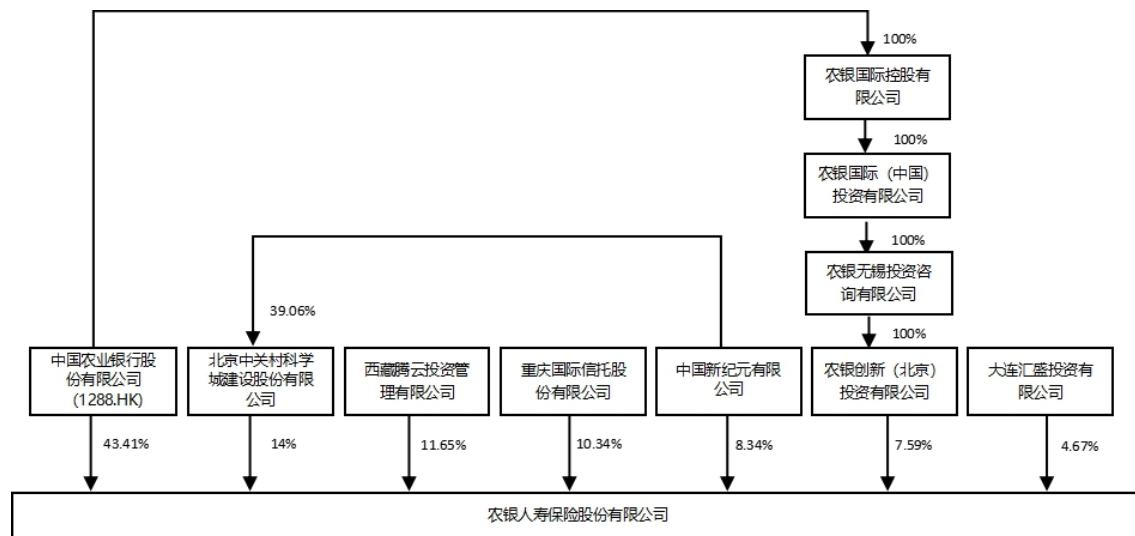 100%
农银国际控股有
限公司
100%
农银国际（中国）
投资有限公司
100%
农银无锡投资咨
询有限公司
39.06%
100%
中国农业银行股
份有限公司
(1288.HK)
北京中关村科学
城建设股份有限
公司
西藏腾云投资管
理有限公司
重庆国际信托股
份有限公司
中国新纪元有限
公司
农银创新（北京）
投资有限公司
大连汇盛投资有
限公司
43.41%
14%
11.65%
10.34%
8.34%
7.59%
4.67%
农银人寿保险股份有限公司